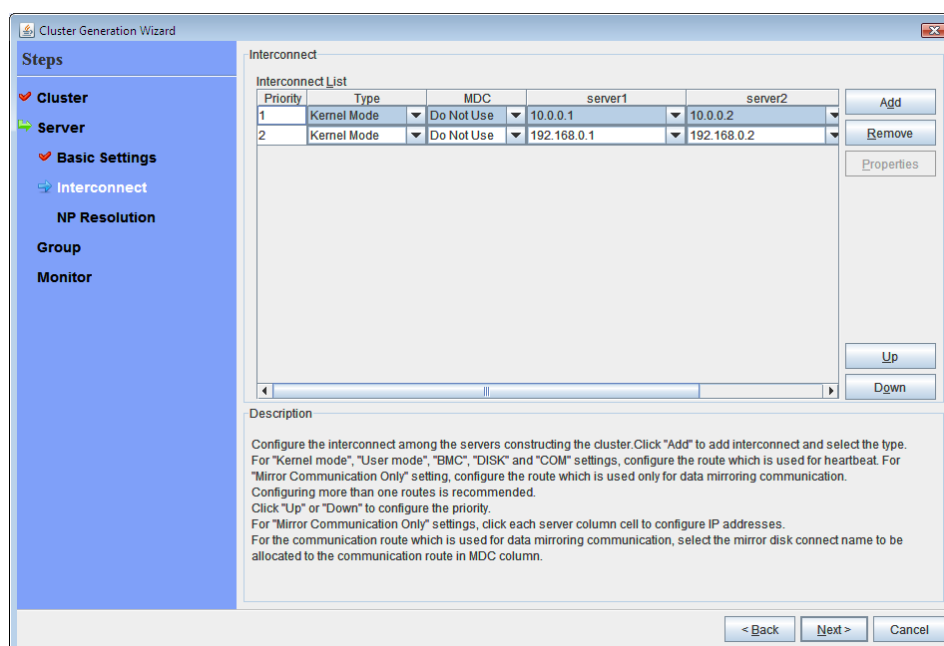 Cluster Generation Wizard
Steps
Cluster
Server
Basic Settings
Interconnect
NP Resolution
Group
Monitor
Interconnect
Interconnect List
Priority Type MDC server1 server2
1 Kernel Mode Do Not Use 10.0.0.1 10.0.0.2
2 Kernel Mode Do Not Use 192.168.0.1 192.168.0.2
Add
Remove
Properties
Up
Down
Description
Configure the interconnect among the servers constructing the cluster.Click "Add" to add interconnect and select the type.
For "Kernel mode", "User mode", "BMC", "DISK" and "COM" settings, configure the route which is used for heartbeat. For
"Mirror Communication Only" setting, configure the route which is used only for data mirroring communication.
Configuring more than one routes is recommended.
Click "Up" or "Down" to configure the priority.
For "Mirror Communication Only" settings, click each server column cell to configure IP addresses.
For the communication route which is used for data mirroring communication, select the mirror disk connect name to be
allocated to the communication route in MDC column.
< Back Next > Cancel